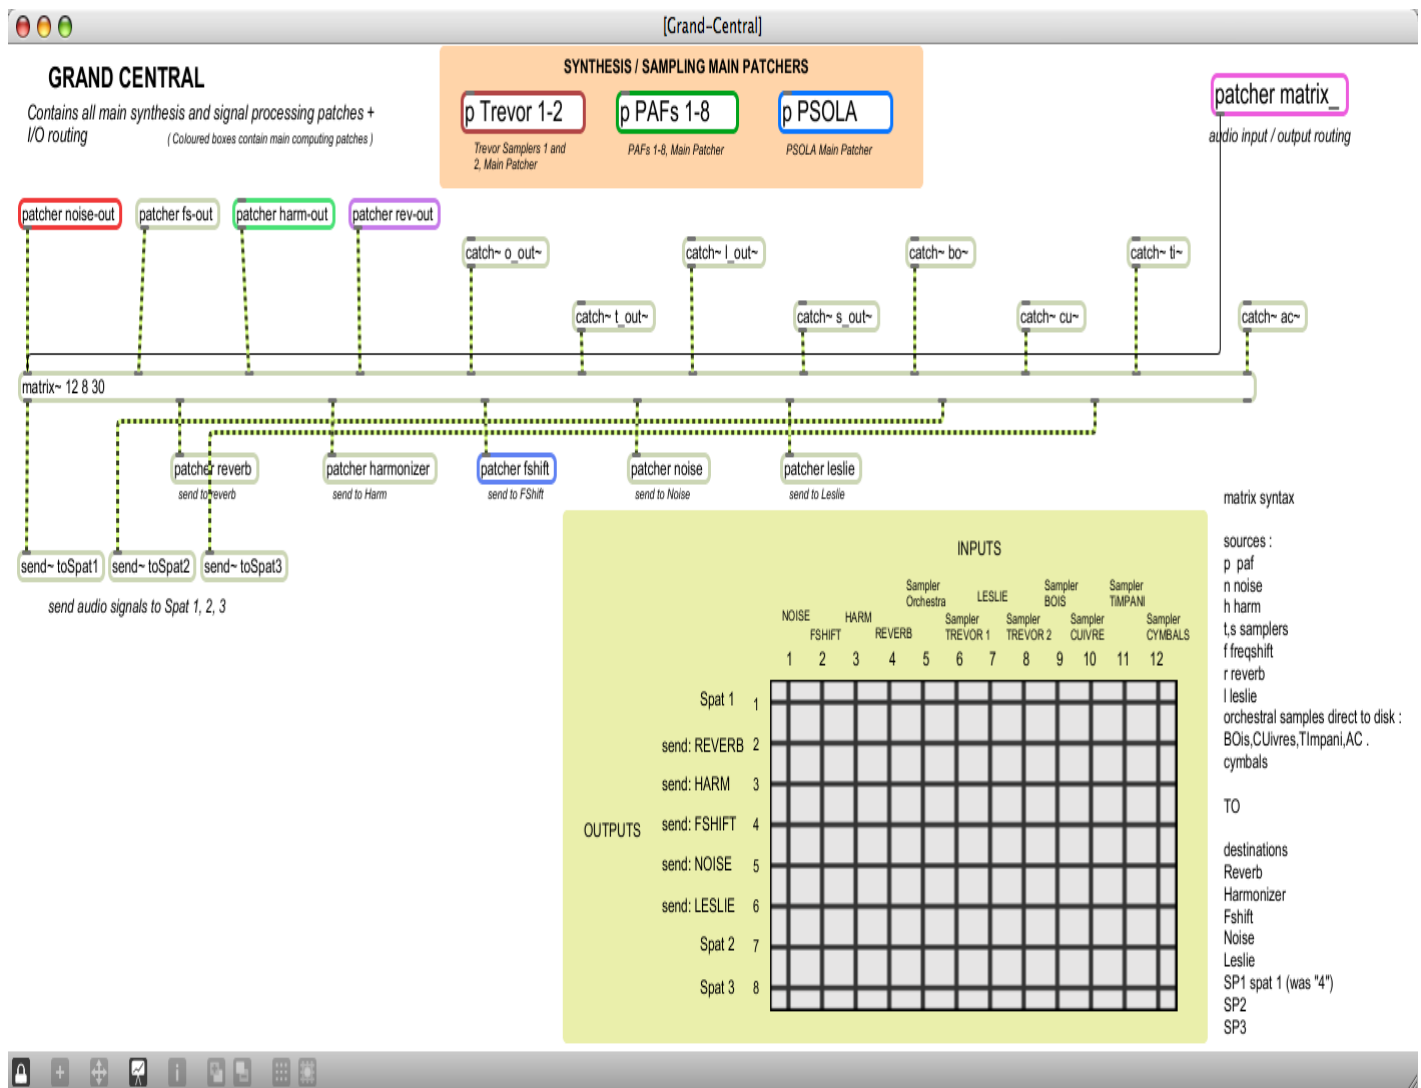 [Grand-Central]
GRAND CENTRAL
Contains all main synthesis and signal processing patches +
I/O routing
( Coloured boxes contain main computing patches )
SYNTHESIS / SAMPLING MAIN PATCHERS
p Trevor 1-2
p PAFs 1-8
p PSOLA
Trevor Samplers 1 and
2, Main Patcher
PAFs 1-8, Main Patcher
PSOLA Main Patcher
patcher matrix_
audio input / output routing
patcher noise-out
patcher fs-out
patcher harm-out
patcher rev-out
catch~ o_out~
catch~ l_out~
catch~ bo~
catch~ ti~
catch~ t_out~
catch~ s_out~
catch~ cu~
catch~ ac~
matrix~ 12 8 30
patcher reverb
patcher harmonizer
patcher fshift
patcher noise
patcher leslie
send to reverb
send to Harm
send to FShift
send to Noise
send to Leslie
send~ toSpat1
send~ toSpat2
send~ toSpat3
send audio signals to Spat 1, 2, 3
INPUTS
NOISE
FSHIFT
HARM
REVERB
Sampler
Orchestra
Sampler
TREVOR 1
LESLIE
Sampler
TREVOR 2
Sampler
BOIS
Sampler
CUIVRE
Sampler
TiMPANI
Sampler
CYMBALS
1 2 3 4 5 6 7 8 9 10 11 12
OUTPUTS
Spat 1 1
send: REVERB 2
send: HARM 3
send: FSHIFT 4
send: NOISE 5
send: LESLIE 6
Spat 2 7
Spat 3 8
matrix syntax
sources :
p paf
n noise
h harm
t,s samplers
f freqshift
r reverb
l leslie
orchestral samples direct to disk :
BOis,CUivres,TImpani,AC .
cymbals
TO
destinations
Reverb
Harmonizer
Fshift
Noise
Leslie
SP1 spat 1 (was "4")
SP2
SP3